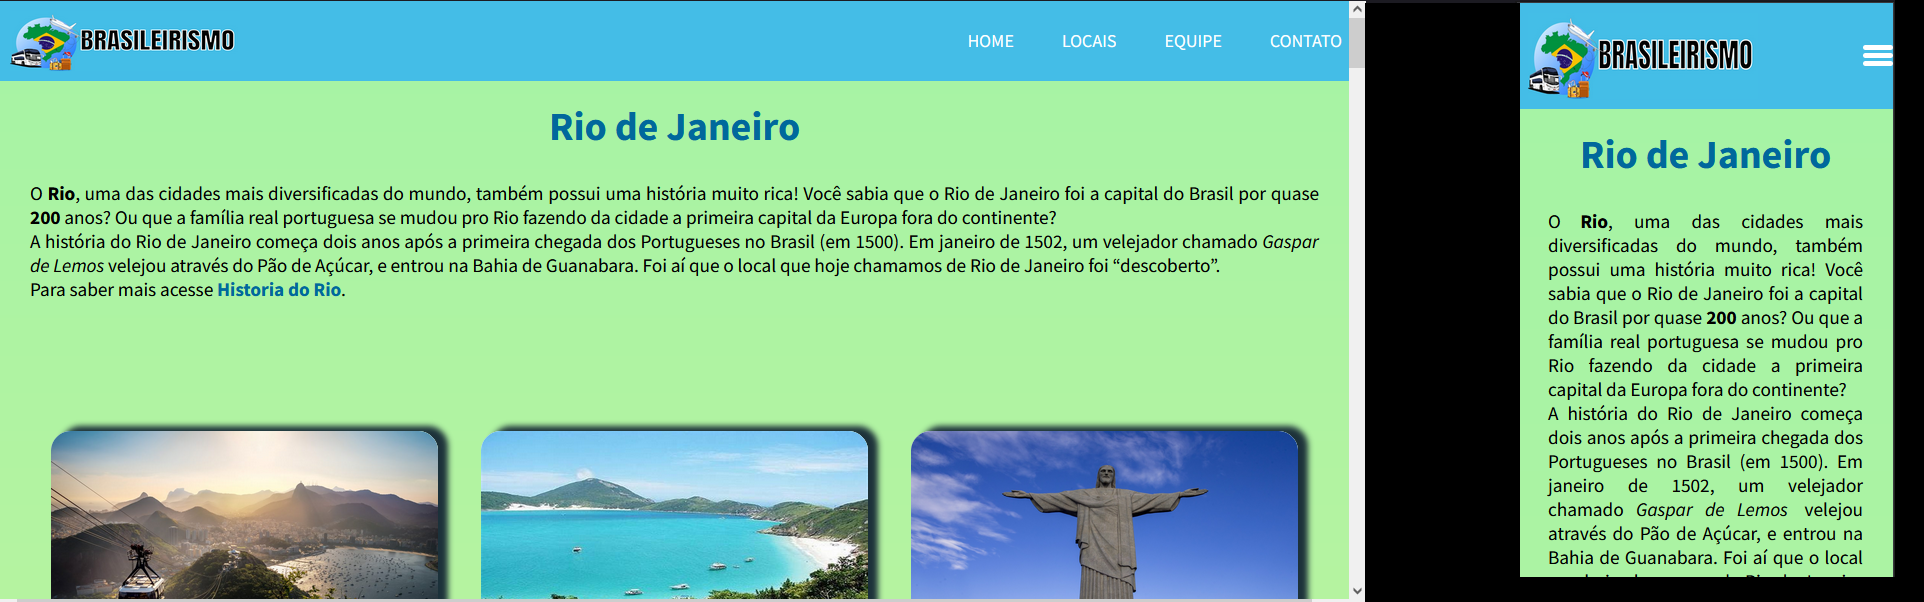 BRASILEIRISMO
HOME LOCAIS EQUIPE CONTATO
Rio de Janeiro
O Rio, uma das cidades mais diversificadas do mundo, também possui uma história muito rica! Você sabia que o Rio de Janeiro foi a capital do Brasil por quase
200 anos? Ou que a família real portuguesa se mudou pro Rio fazendo da cidade a primeira capital da Europa fora do continente?
A história do Rio de Janeiro começa dois anos após a primeira chegada dos Portugueses no Brasil (em 1500). Em janeiro de 1502, um velejador chamado Gaspar
de Lemos velejou através do Pão de Açúcar, e entrou na Bahia de Guanabara. Foi aí que o local que hoje chamamos de Rio de Janeiro foi “descoberto”.
Para saber mais acesse Historia do Rio.
BRASILEIRISMO
Rio de Janeiro
O Rio, uma das cidades mais
diversificadas do mundo, também
possui uma história muito rica! Você
sabia que o Rio de Janeiro foi a capital
do Brasil por quase 200 anos? Ou que a
família real portuguesa se mudou pro
Rio fazendo da cidade a primeira
capital da Europa fora do continente?
A história do Rio de Janeiro começa
dois anos após a primeira chegada dos
Portugueses no Brasil (em 1500). Em
janeiro de 1502, um velejador
chamado Gaspar de Lemos velejou
através do Pão de Açúcar, e entrou na
Bahia de Guanabara. Foi aí que o local